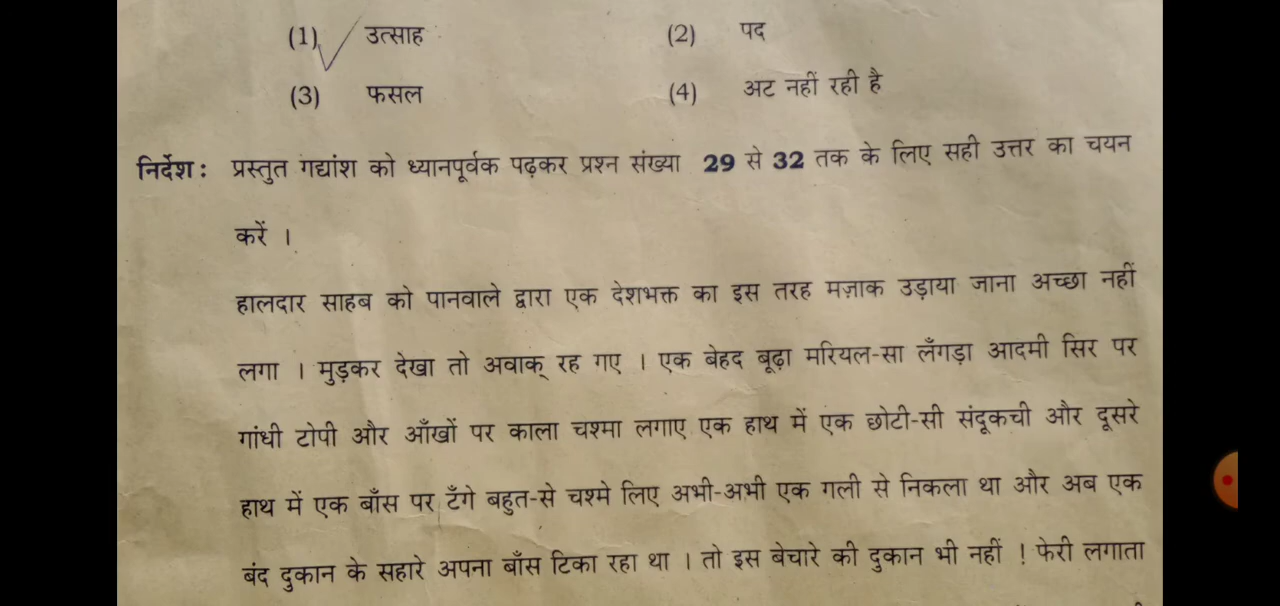 (1) उत्साह (2) पद
(3) फसल (4) अट नहीं रही है
निर्देश : प्रस्तुत गद्यांश को ध्यानपूर्वक पढ़कर प्रश्न संख्या 29 से 32 तक के लिए सही उत्तर का चयन
करें ।
हालदार साहब को पानवाले द्वारा एक देशभक्त का इस तरह मज़ाक उड़ाया जाना अच्छा नहीं
लगा । मुड़कर देखा तो अवाक् रह गए । एक बेहद बूढ़ा मरियल-सा लँगड़ा आदमी सिर पर
गांधी टोपी और आँखों पर काला चश्मा लगाए एक हाथ में एक छोटी-सी संदूकची और दूसरे
हाथ में एक बाँस पर टँगे बहुत-से चश्मे लिए अभी-अभी एक गली से निकला था और अब एक
बंद दुकान के सहारे अपना बाँस टिका रहा था । तो इस बेचारे की दुकान भी नहीं ! फेरी लगाता